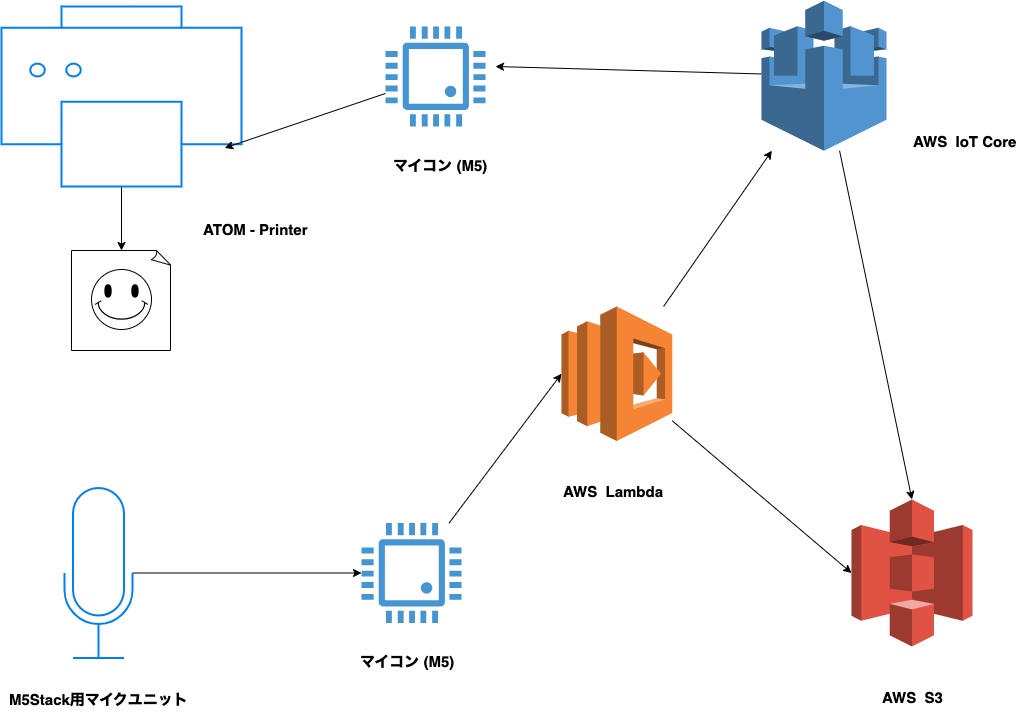 AWS IoT Core
マイコン (M5)
ATOM - Printer
AWS Lambda
マイコン (M5)
M5Stack用マイクユニット
AWS S3